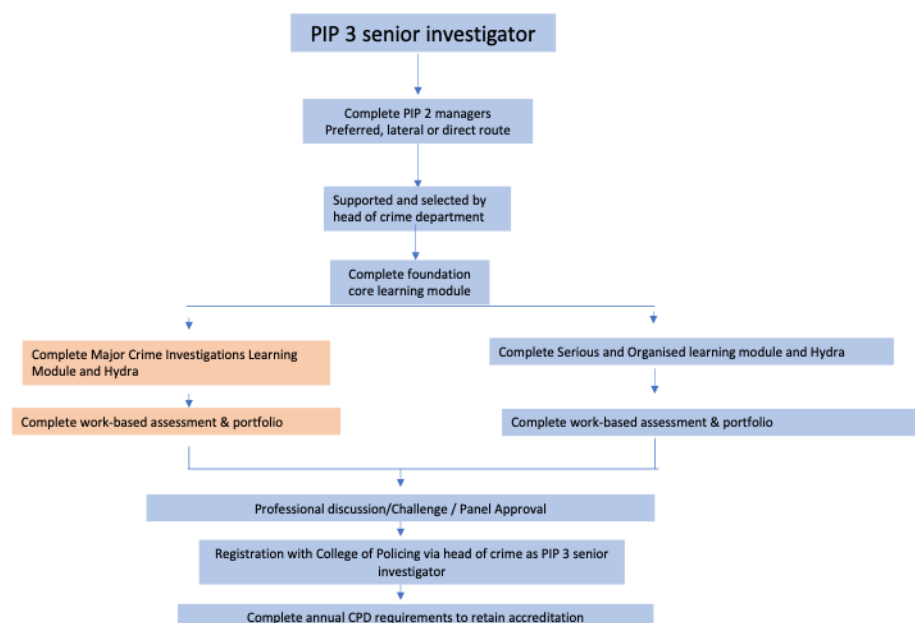 PIP 3 senior investigator
Complete PIP 2 managers
Preferred, lateral or direct route
Supported and selected by
head of crime department
Complete foundation
core learning module
Complete Major Crime Investigations Learning
Module and Hydra
Complete Serious and Organised learning module and Hydra
Complete work-based assessment & portfolio
Complete work-based assessment & portfolio
Professional discussion/Challenge / Panel Approval
Registration with College of Policing via head of crime as PIP 3 senior
investigator
Complete annual CPD requirements to retain accreditation